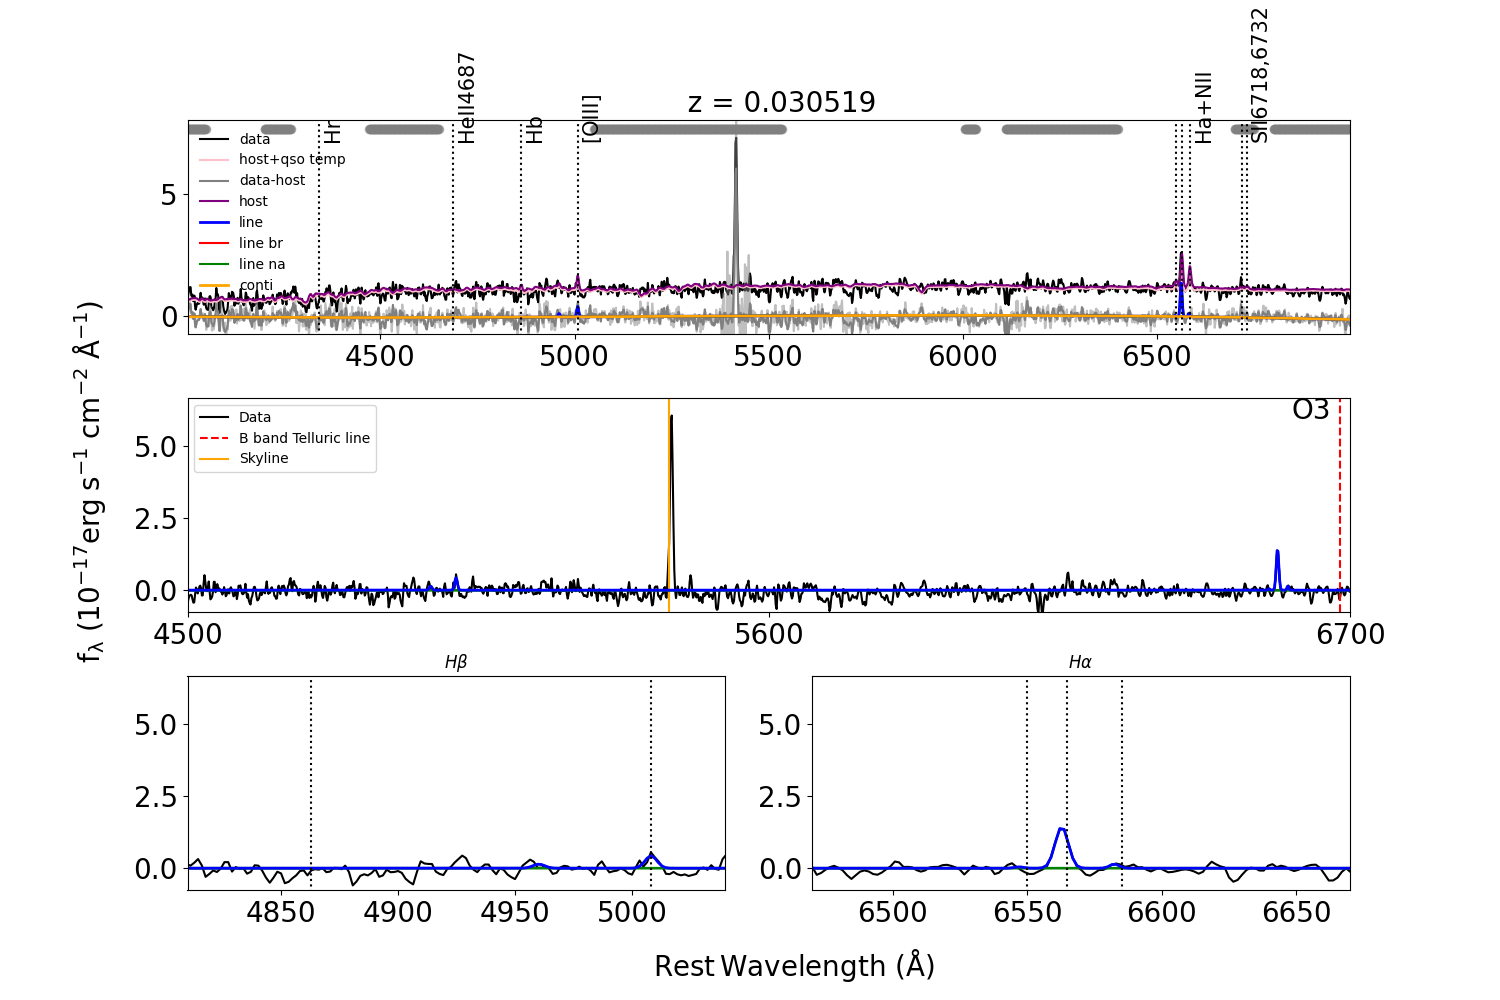 z = 0.030519
Hr
HeII4687
Hb
[OIII]
Ha+NII
SII6718,6732
data
host+qso temp
data-host
host
line
line br
line na
conti
5
0
4500
5000
5500
6000
6500
fλ (10⁻¹⁷erg s⁻¹ cm⁻² Å⁻¹)
Data
B band Telluric line
Skyline
O3
5.0
2.5
0.0
4500
5600
6700
Hβ
5.0
2.5
0.0
4850
4900
4950
5000
Hα
5.0
2.5
0.0
6500
6550
6600
6650
Rest Wavelength (Å)